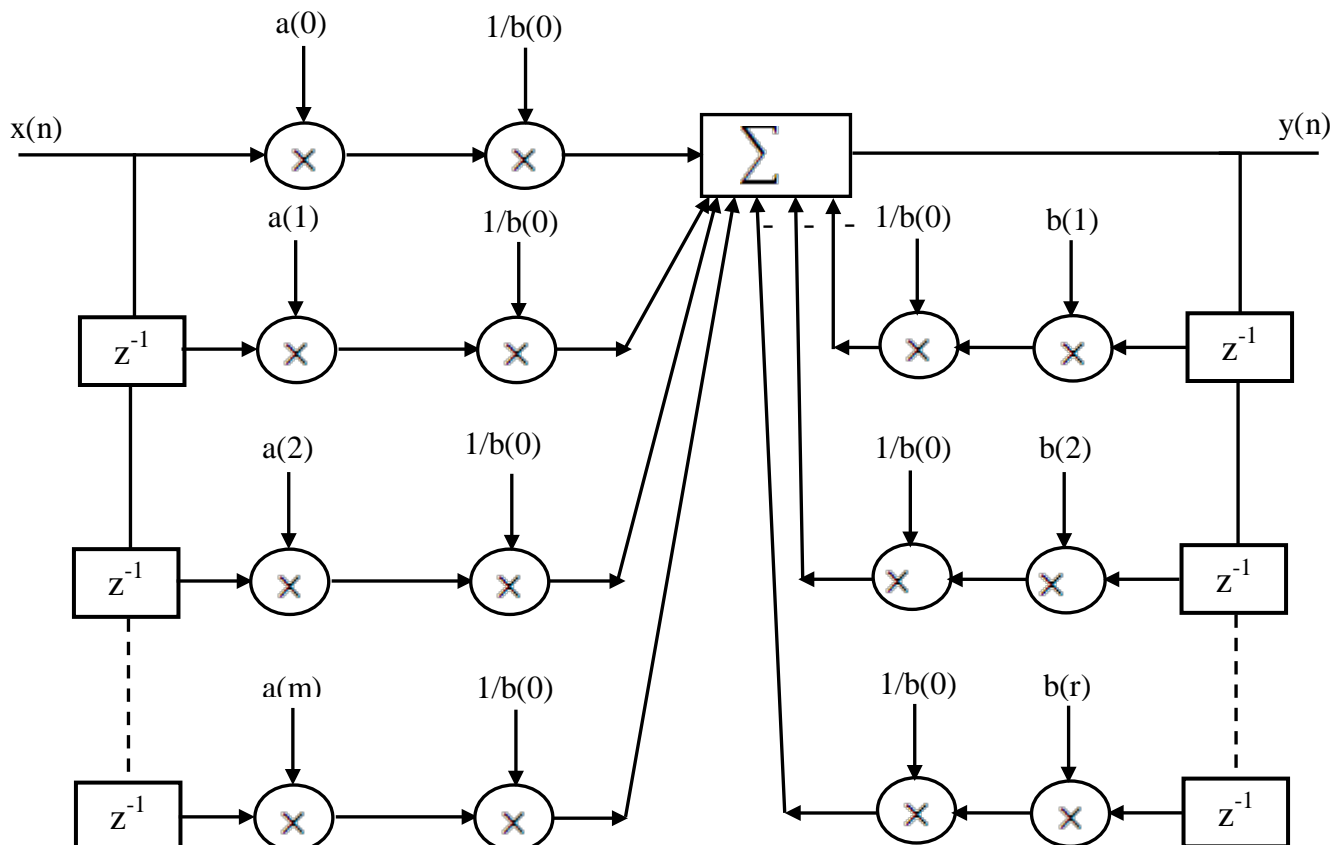 a(0) 1/b(0)
x(n) ∑ y(n)
× ×
a(1) 1/b(0) - - - 1/b(0) b(1)
z⁻¹ × × × × z⁻¹
a(2) 1/b(0) 1/b(0) b(2)
z⁻¹ × × × × z⁻¹
a(m) 1/b(0) 1/b(0) b(r)
z⁻¹ × × × × z⁻¹